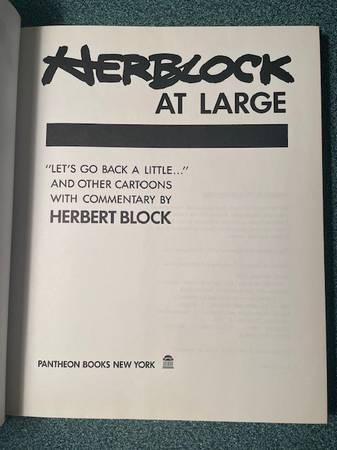 HERBLOCK
AT LARGE
"LET'S GO BACK A LITTLE..."
AND OTHER CARTOONS
WITH COMMENTARY BY
HERBERT BLOCK
PANTHEON BOOKS NEW YORK